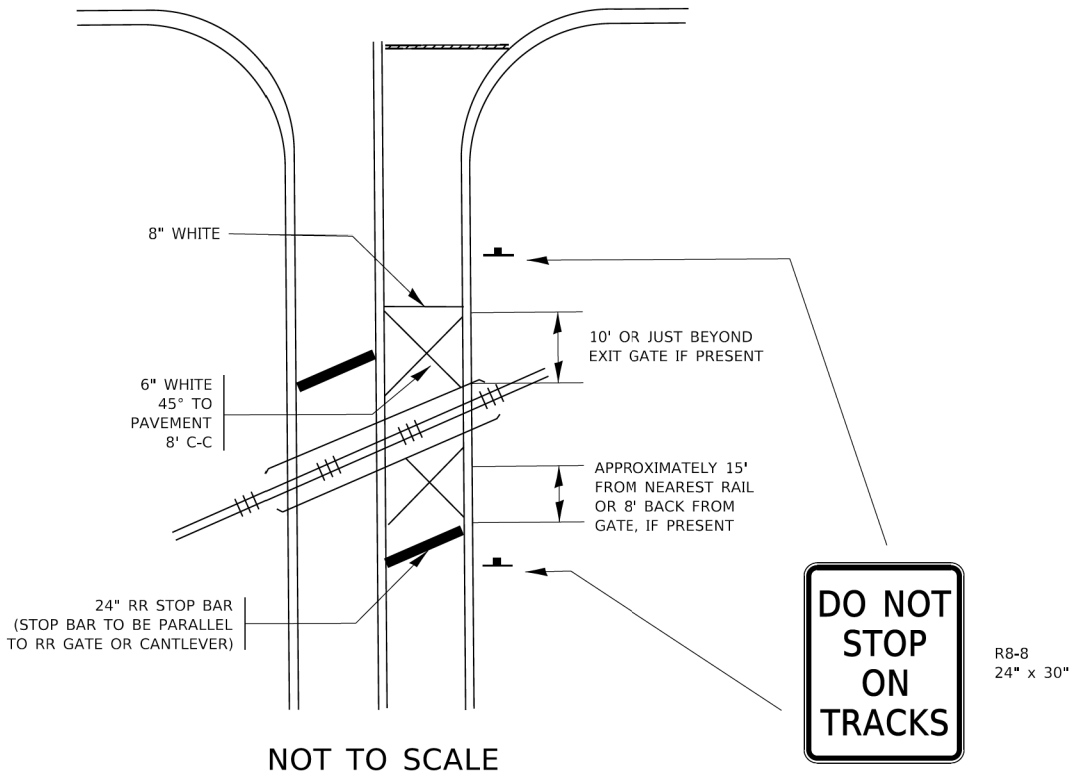 8" WHITE
10' OR JUST BEYOND
EXIT GATE IF PRESENT
6" WHITE
45° TO
PAVEMENT
8' C-C
APPROXIMATELY 15'
FROM NEAREST RAIL
OR 8' BACK FROM
GATE, IF PRESENT
24" RR STOP BAR
(STOP BAR TO BE PARALLEL
TO RR GATE OR CANTLEVER)
DO NOT
STOP
ON
TRACKS
R8-8
24" x 30"
NOT TO SCALE